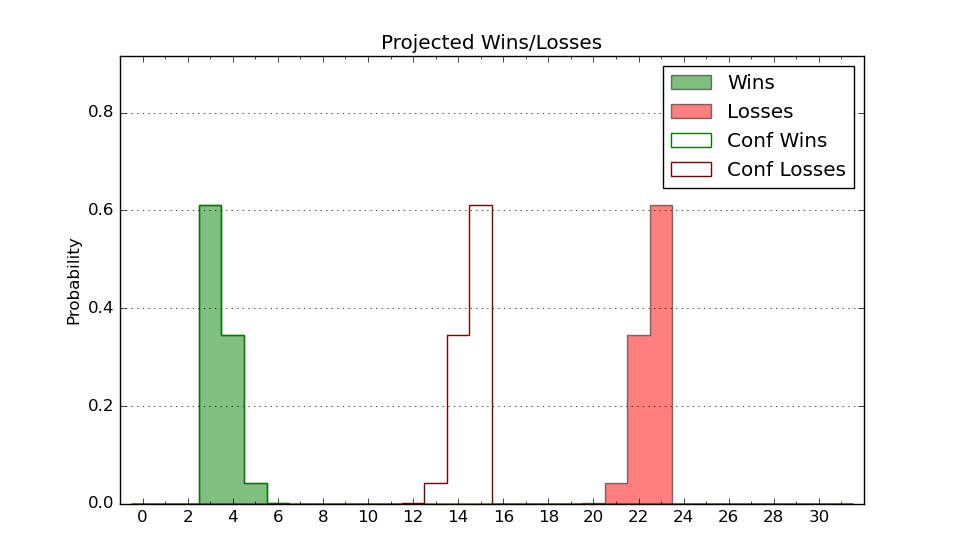 Projected Wins/Losses
Wins
Losses
Conf Wins
Conf Losses
Probability
0.8
0.6
0.4
0.2
0.0
0 2 4 6 8 10 12 14 16 18 20 22 24 26 28 30